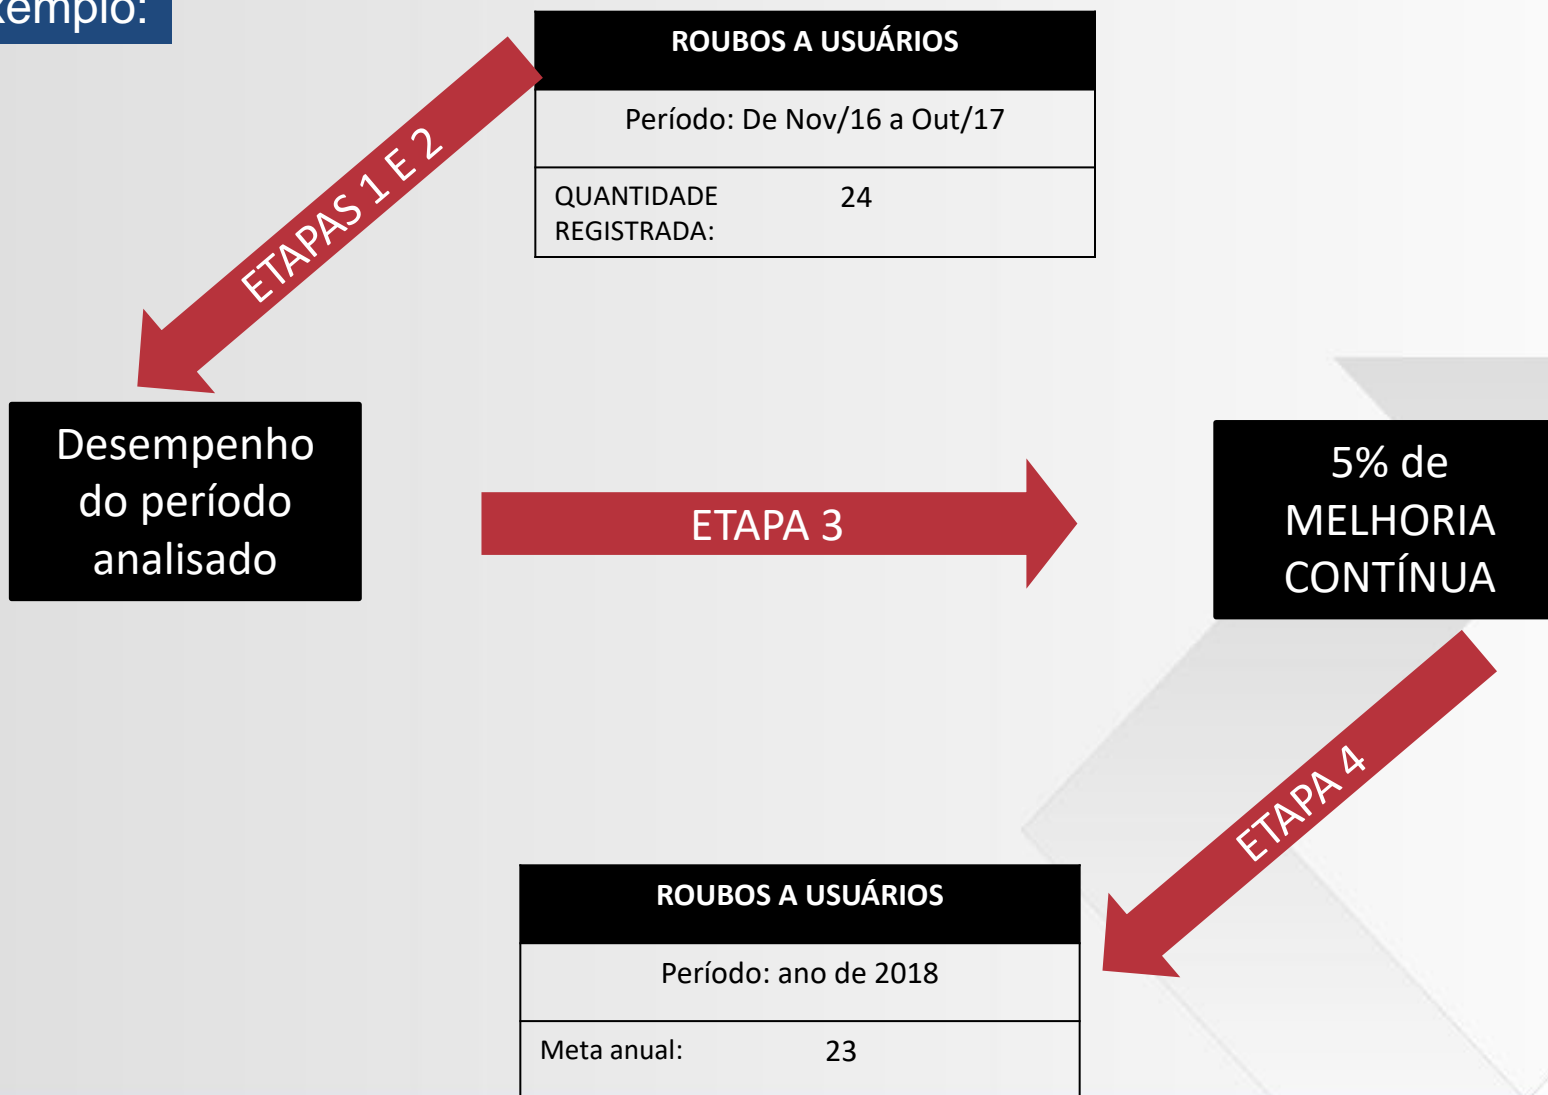 xemplo:
ROUBOS A USUÁRIOS
Período: De Nov/16 a Out/17
QUANTIDADE 24
REGISTRADA:
ETAPAS 1 E 2
Desempenho
do período
analisado
ETAPA 3
5% de
MELHORIA
CONTÍNUA
ETAPA 4
ROUBOS A USUÁRIOS
Período: ano de 2018
Meta anual: 23